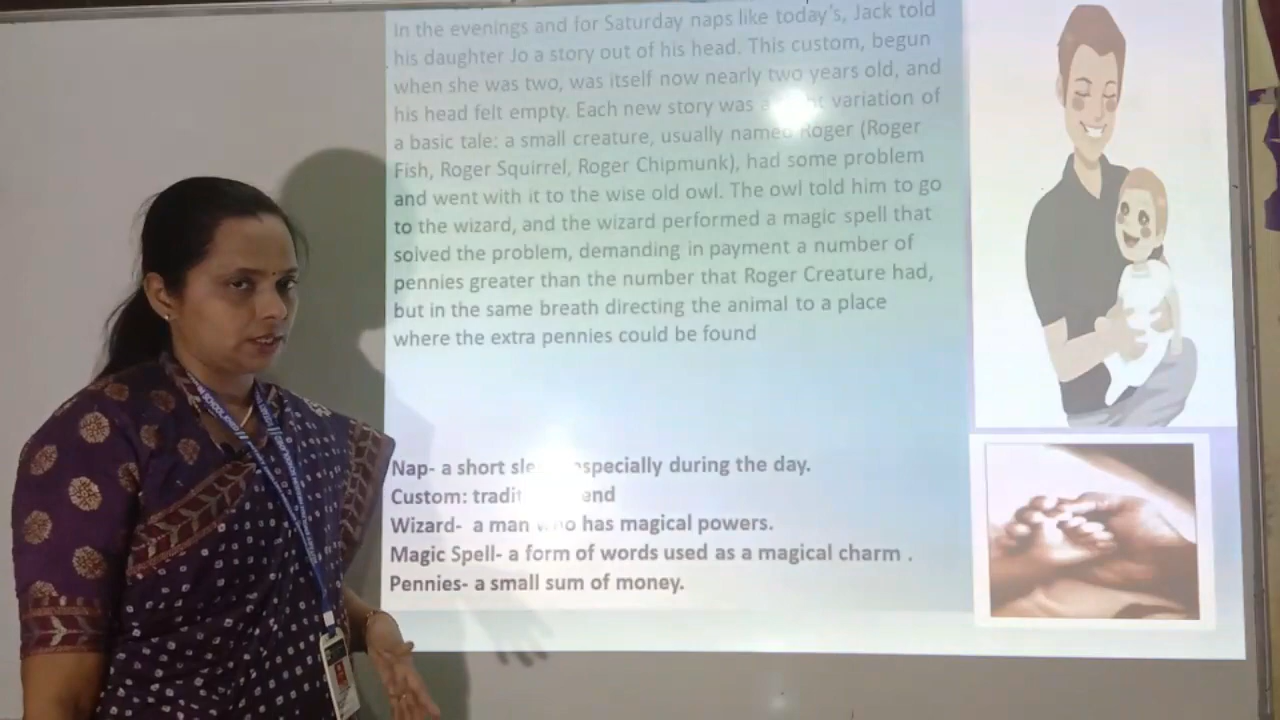 In the evenings and for Saturday naps like today's, Jack told
his daughter Jo a story out of his head. This custom, begun
when she was two, was itself now nearly two years old, and
his head felt empty. Each new story was a variation of
a basic tale: a small creature, usually named Roger (Roger
Fish, Roger Squirrel, Roger Chipmunk), had some problem
and went with it to the wise old owl. The owl told him to go
to the wizard, and the wizard performed a magic spell that
solved the problem, demanding in payment a number of
pennies greater than the number that Roger Creature had,
but in the same breath directing the animal to a place
where the extra pennies could be found
Nap- a short especially during the day.
Custom: 
Wizard- a man who has magical powers.
Magic Spell- a form of words used as a magical charm .
Pennies- a small sum of money.